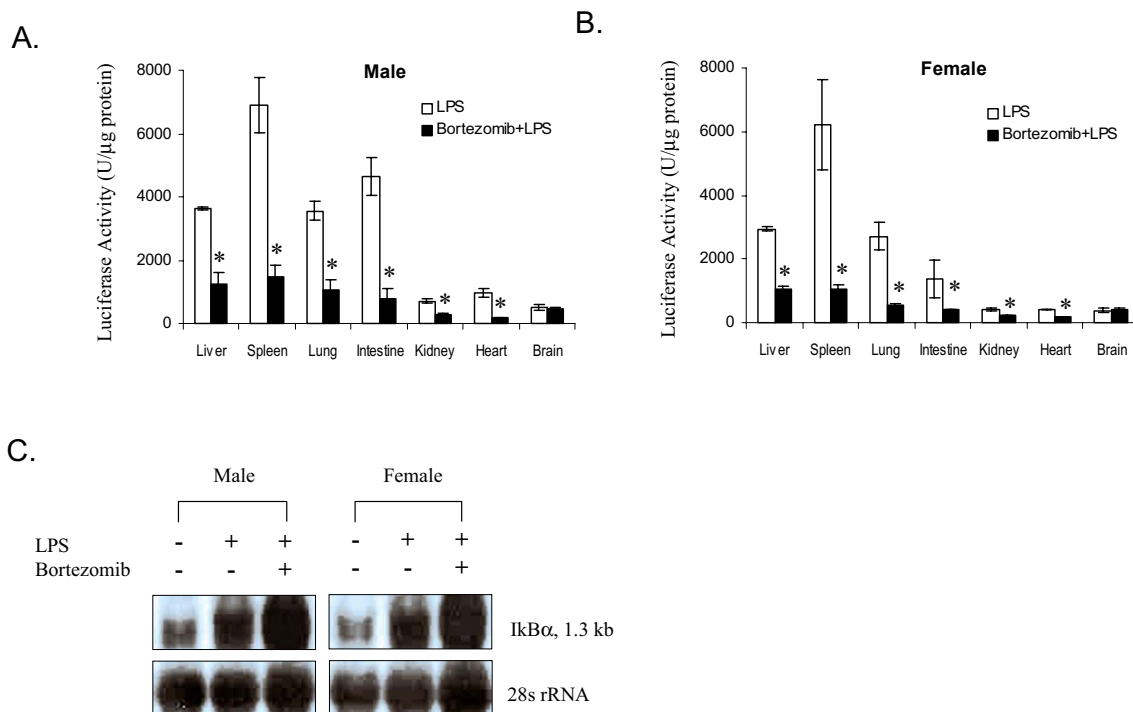 A.
Male
Luciferase Activity (U/µg protein)
8000
6000
4000
2000
0
LPS
Bortezomib+LPS
* * * * * *
Liver Spleen Lung Intestine Kidney Heart Brain
B.
Female
Luciferase Activity (U/µg protein)
8000
6000
4000
2000
0
LPS
Bortezomib+LPS
* * * * * *
Liver Spleen Lung Intestine Kidney Heart Brain
C.
Male Female
LPS - + + - + +
Bortezomib - - + - - +
IkBα, 1.3 kb
28s rRNA